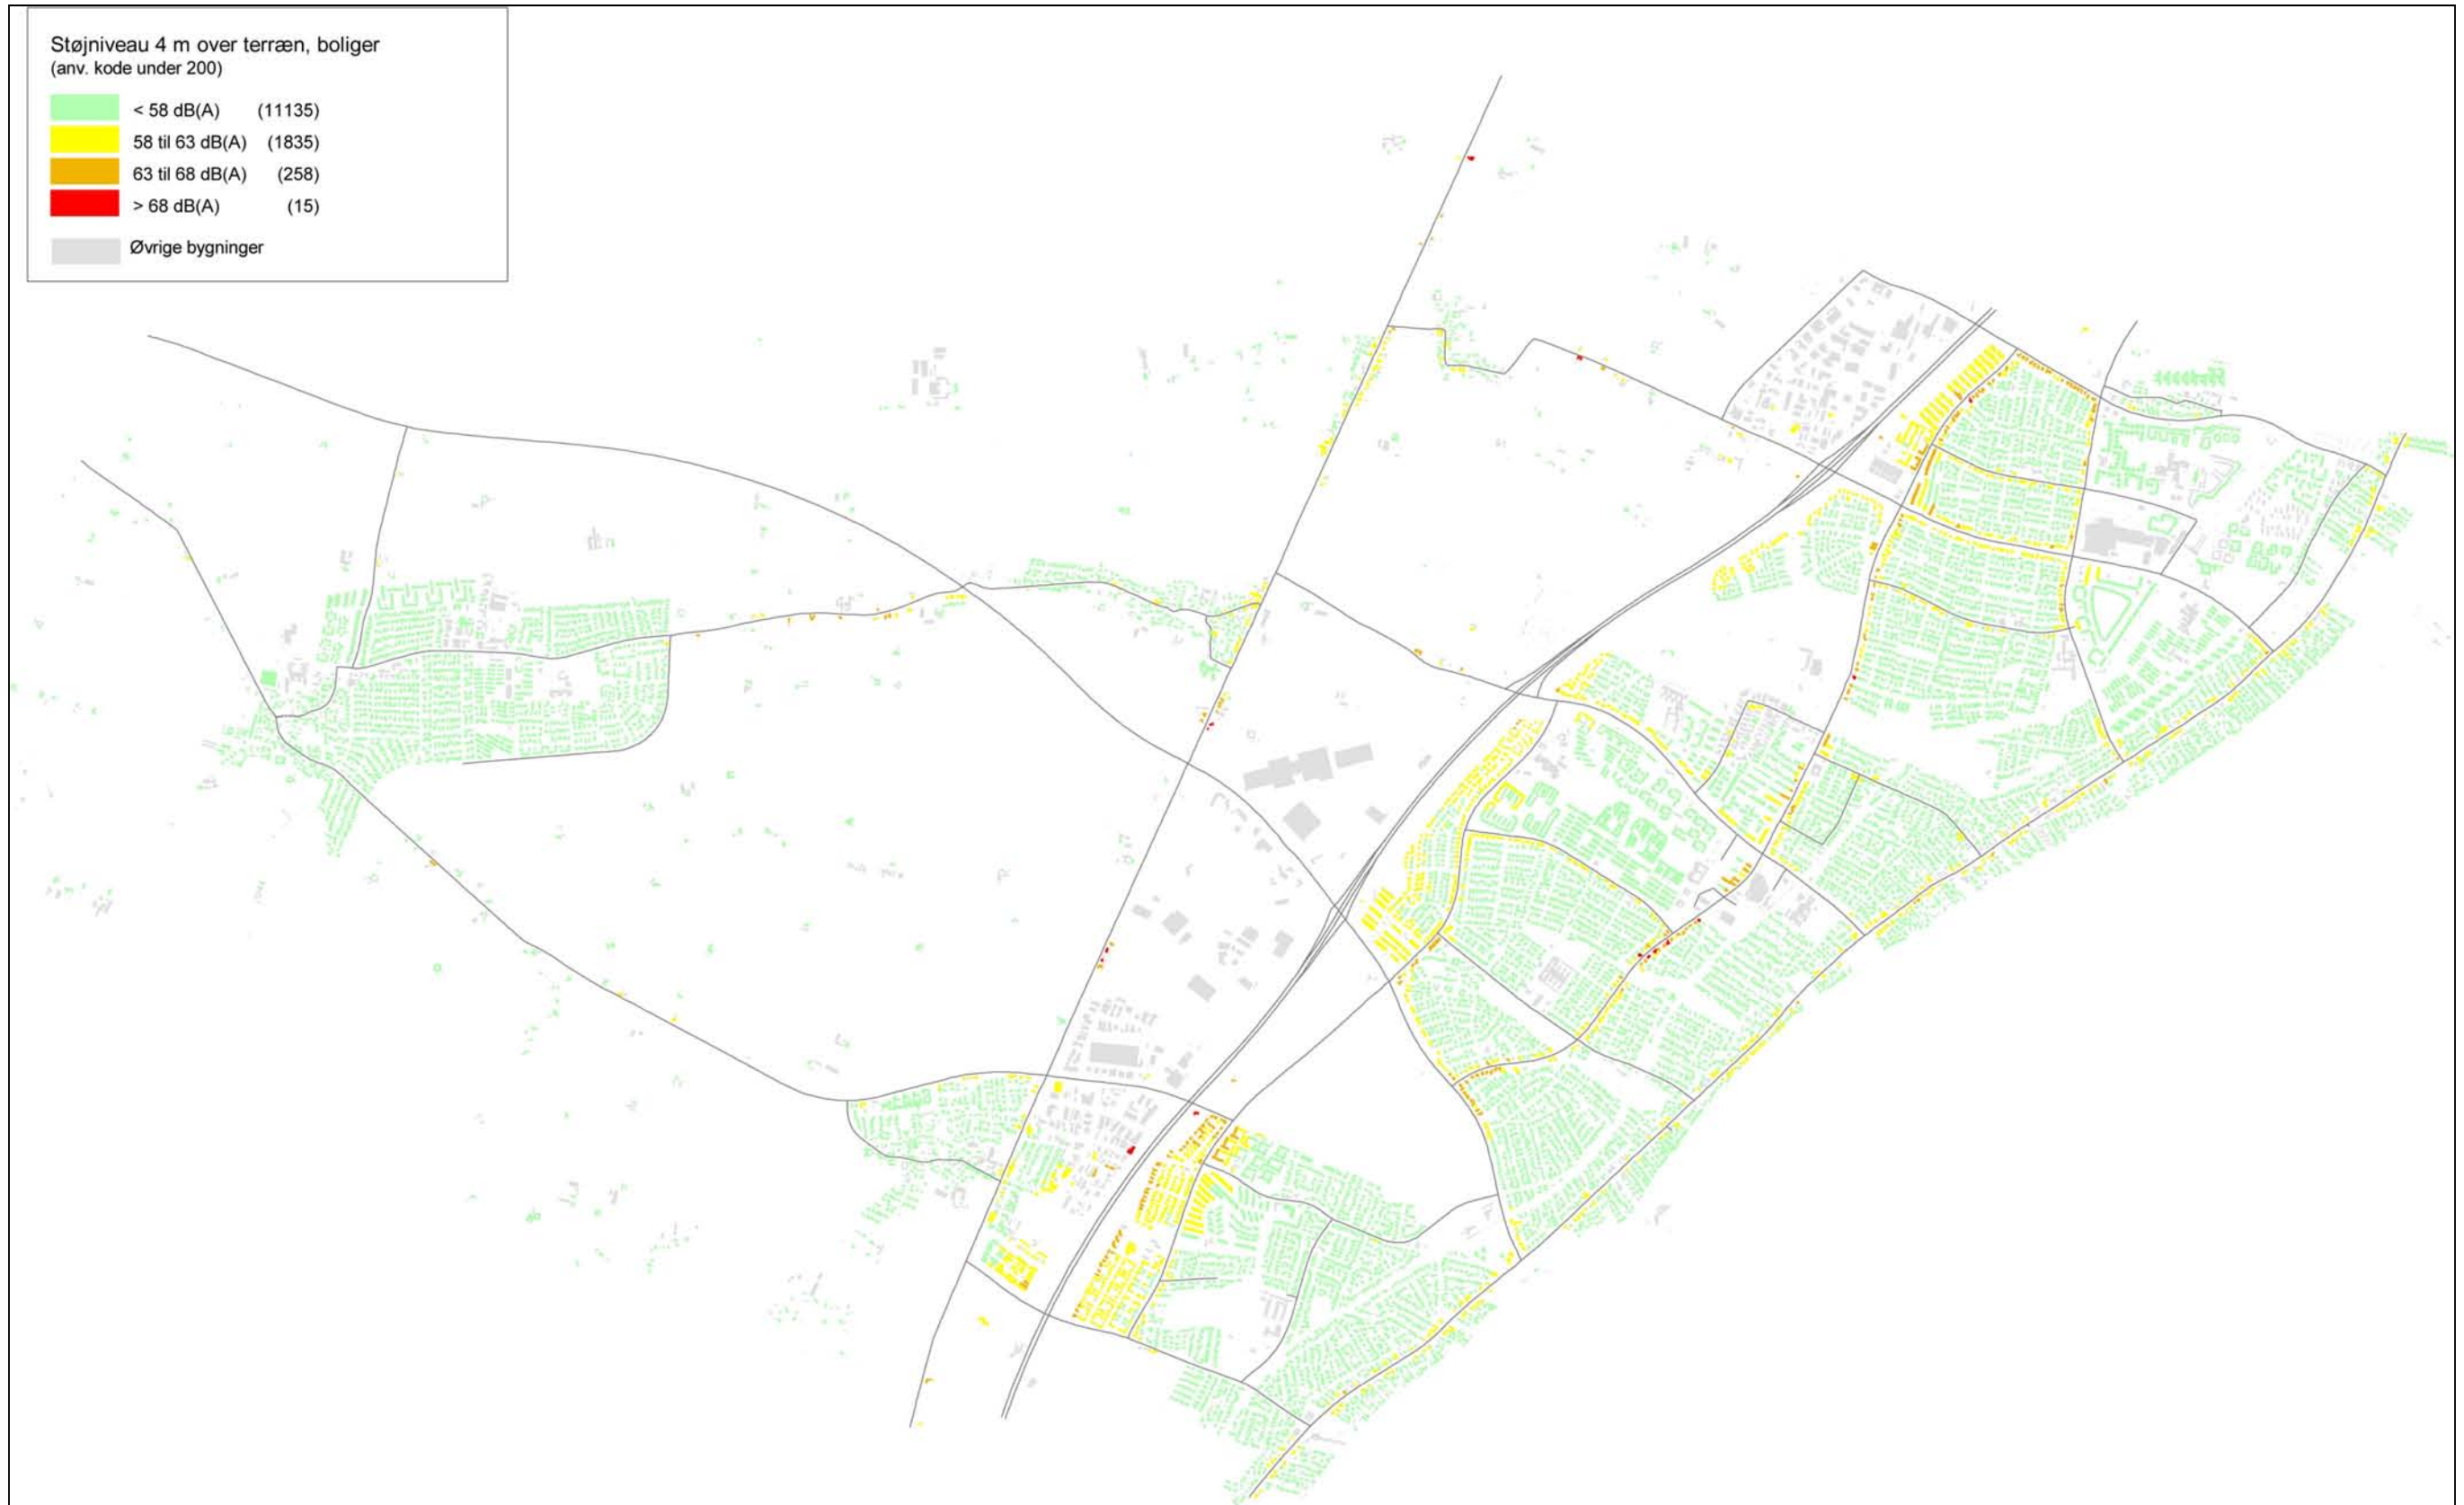 Støjniveau 4 m over terræn, boliger
(anv. kode under 200)
< 58 dB(A) (11135)
58 til 63 dB(A) (1835)
63 til 68 dB(A) (258)
> 68 dB(A) (15)
Øvrige bygninger